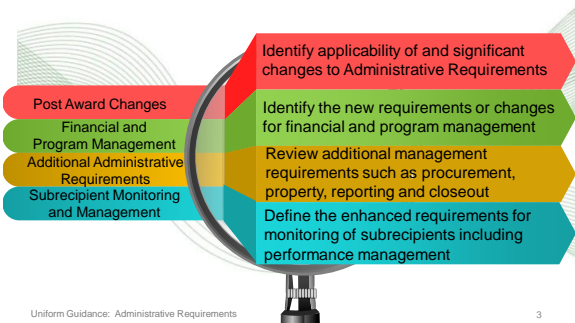 Post Award Changes
Identify applicability of and significant
changes to Administrative Requirements
Financial and
Program Management
Identify the new requirements or changes
for financial and program management
Additional Administrative
Requirements
Review additional management
requirements such as procurement,
property, reporting and closeout
Subrecipient Monitoring
and Management
Define the enhanced requirements for
monitoring of subrecipients including
performance management
Uniform Guidance: Administrative Requirements
3